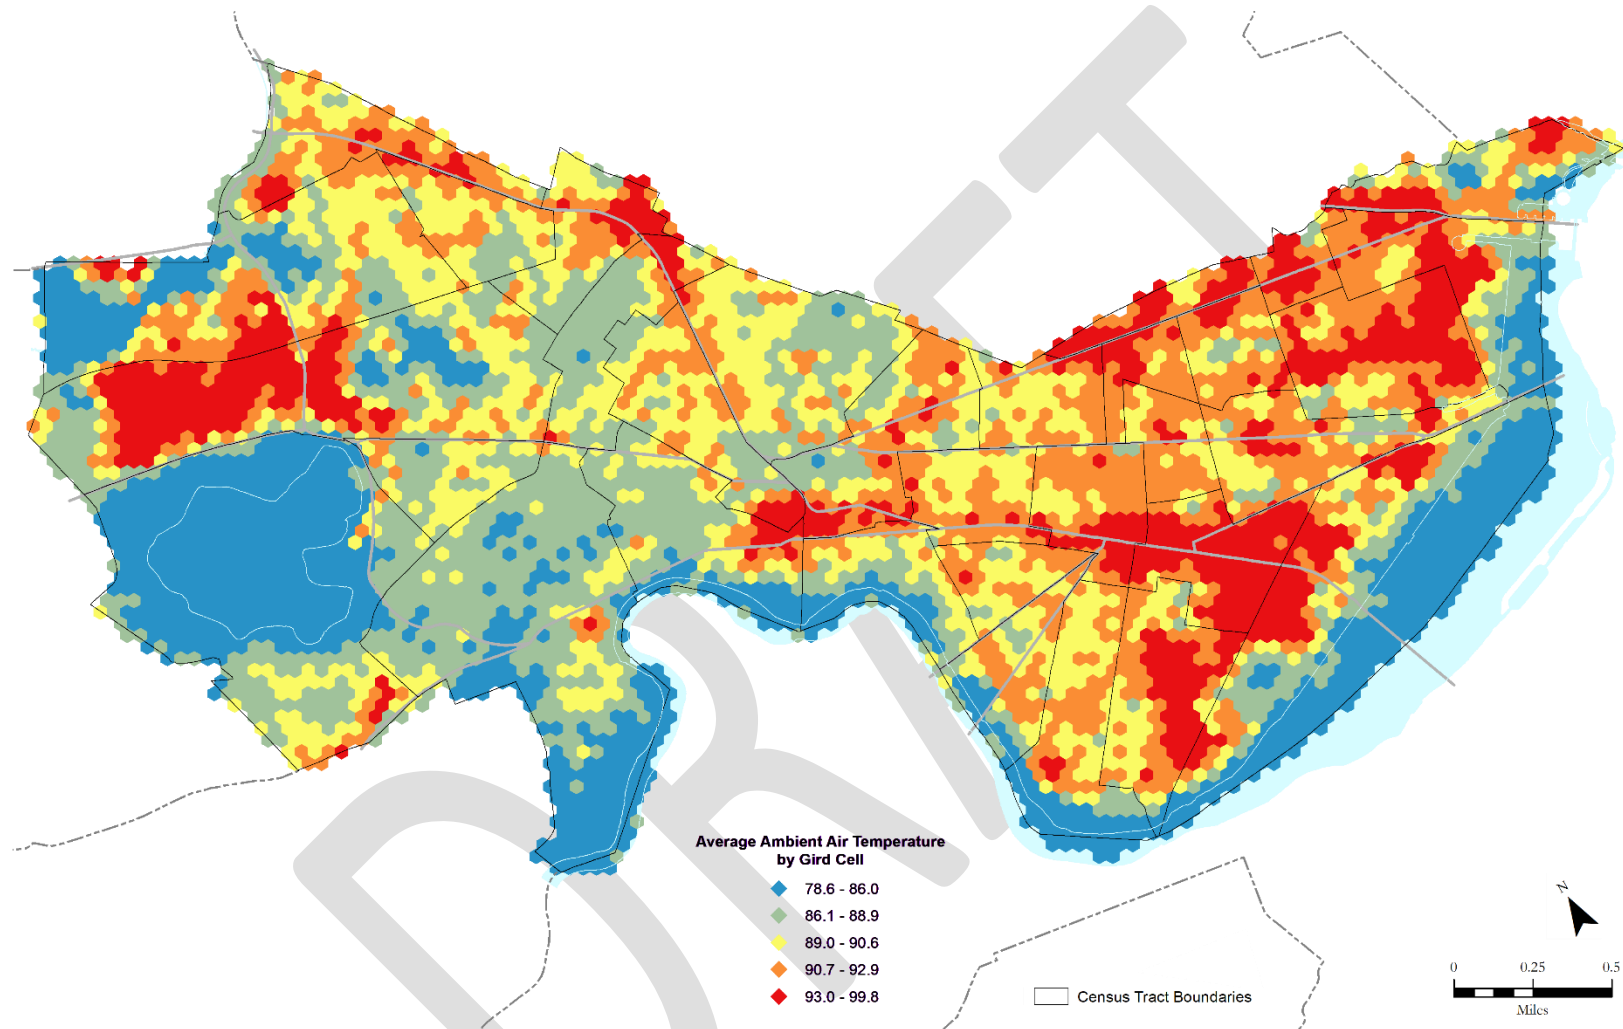 DRAFT
Average Ambient Air Temperature
by Gird Cell
78.6 - 86.0
86.1 - 88.9
89.0 - 90.6
90.7 - 92.9
93.0 - 99.8
Census Tract Boundaries
N
0 0.25 0.5
Miles